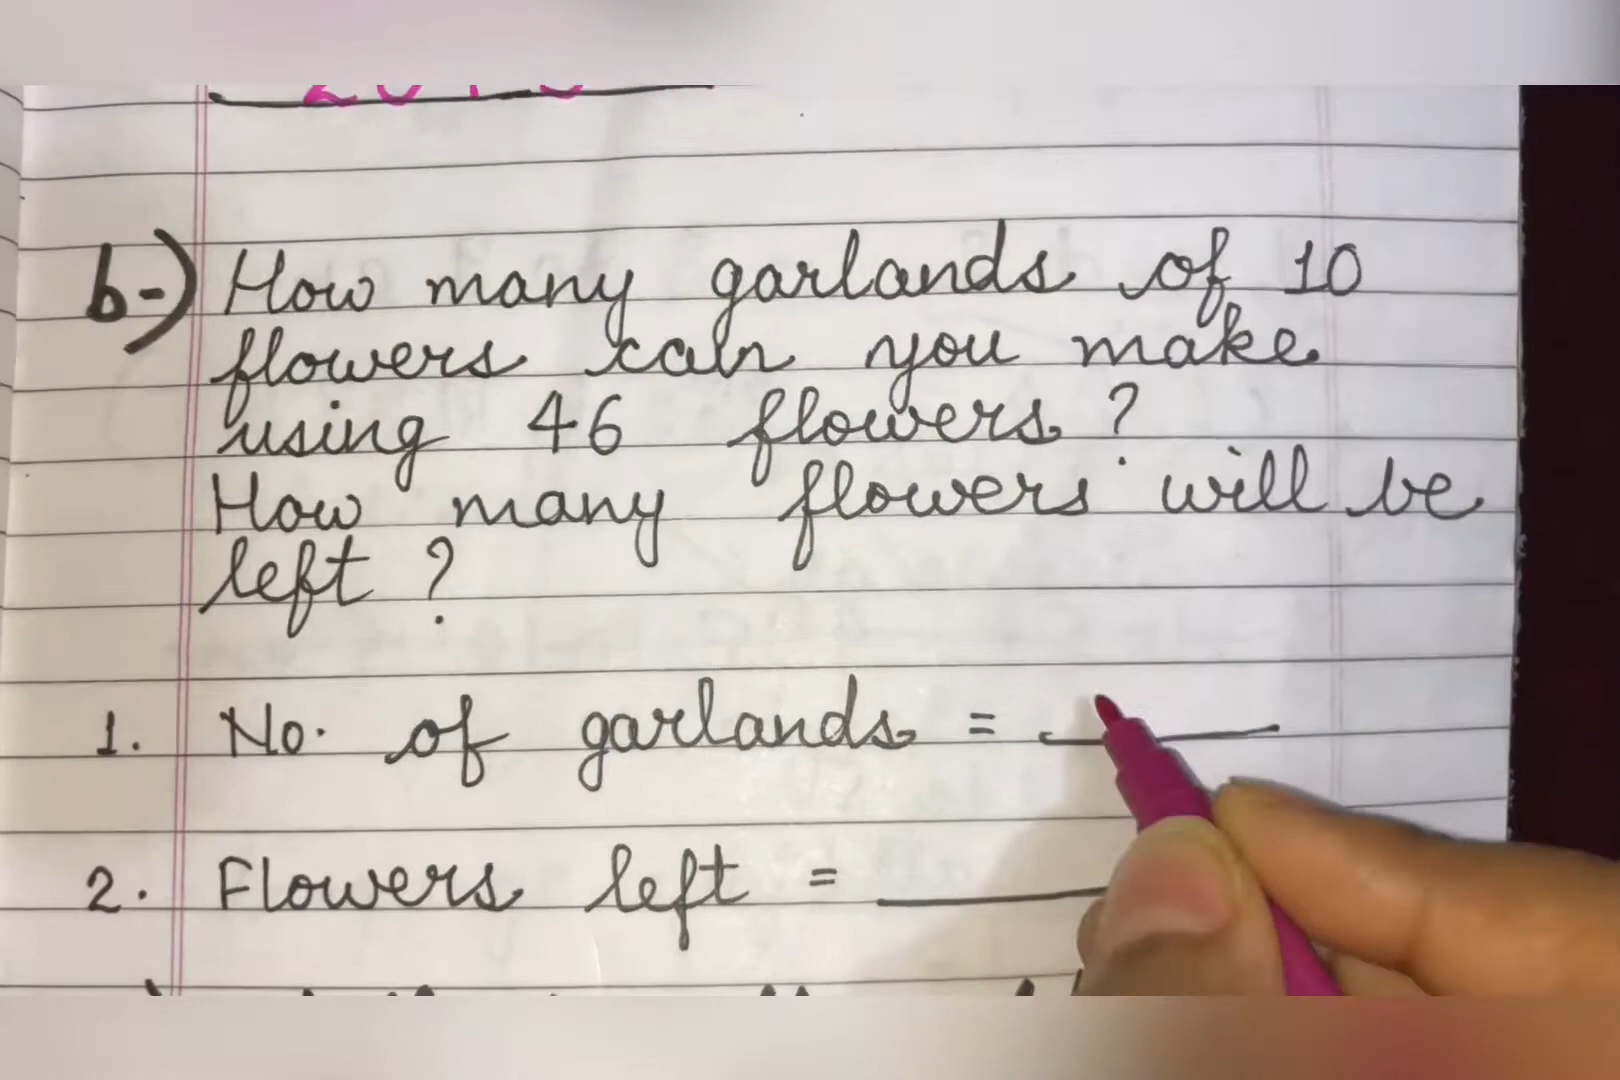 b-) How many garlands of 10
flowers can you make
using 46 flowers?
How many flowers will be
left?
1. No. of garlands =
2. Flowers left =